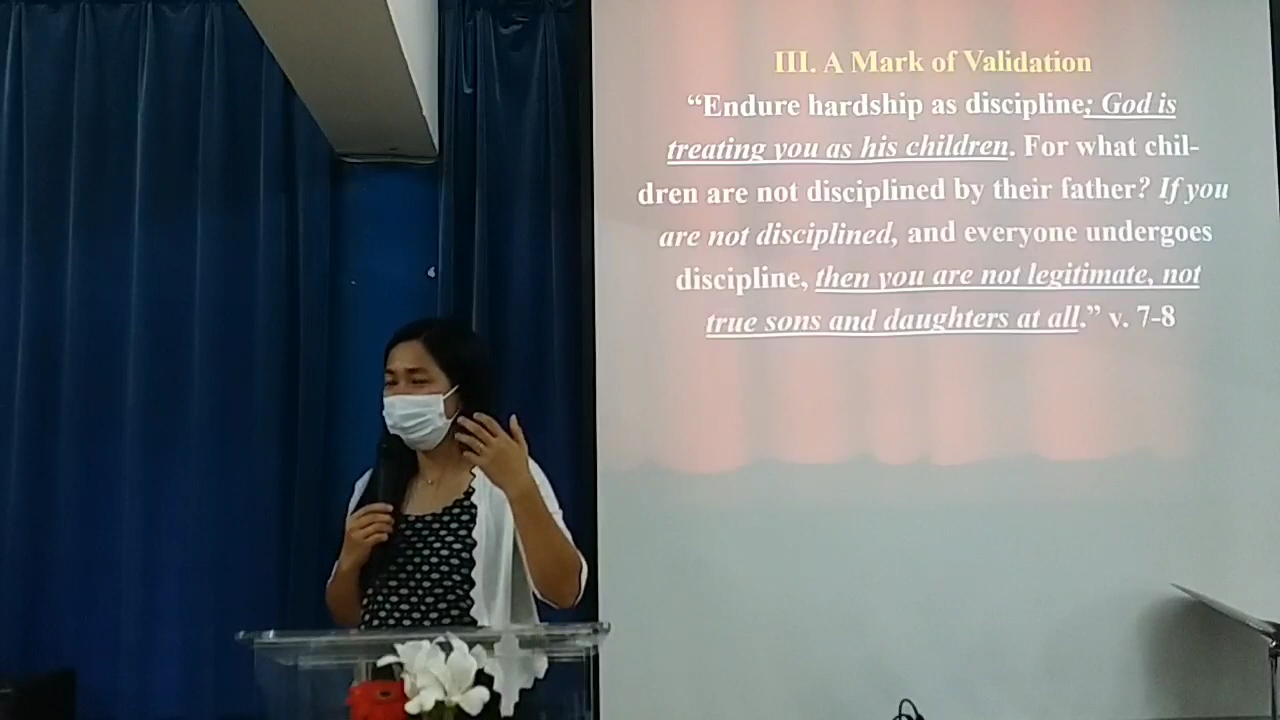 III. A Mark of Validation
“Endure hardship as discipline; God is
treating you as his children. For what chil-
dren are not disciplined by their father? If you
are not disciplined, and everyone undergoes
discipline, then you are not legitimate, not
true sons and daughters at all.” v. 7-8